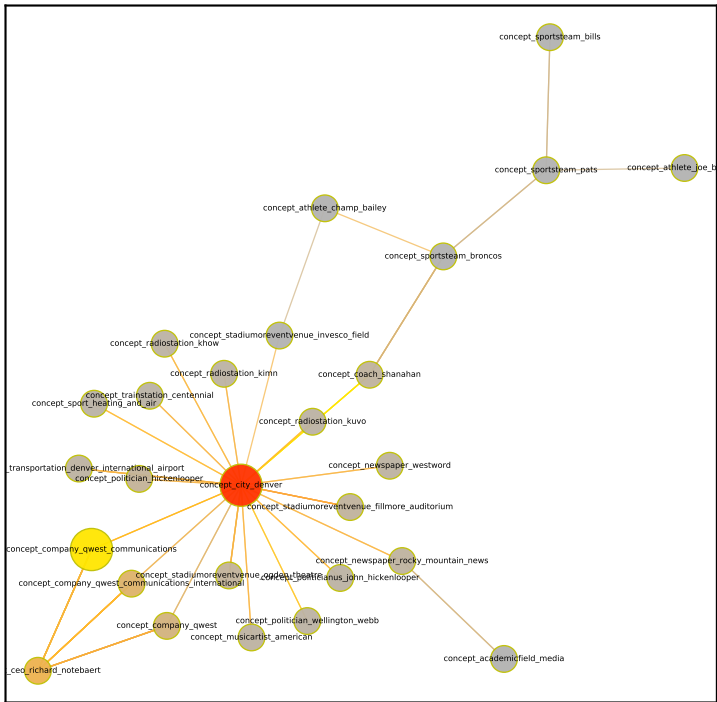 concept_sportsteam_bills
concept_sportsteam_pats
concept_athlete_joe_b
concept_athlete_champ_bailey
concept_sportsteam_broncos
concept_stadiumoreventvenue_invesco_field
concept_radiostation_khow
concept_radiostation_kimn
concept_coach_shanahan
concept_trainstation_centennial
concept_sport_heating_and_air
concept_radiostation_kuvo
concept_newspaper_westword
_transportation_denver_international_airport
concept_politician_hickenlooper
concept_city_denver
concept_stadiumoreventvenue_fillmore_auditorium
concept_company_qwest_communications
concept_newspaper_rocky_mountain_news
concept_stadiumoreventvenue_ogden_theatre
concept_politicianus_john_hickenlooper
concept_company_qwest_communications_international
concept_politician_wellington_webb
concept_company_qwest
concept_musicartist_american
concept_academicfield_media
_ceo_richard_notebaert